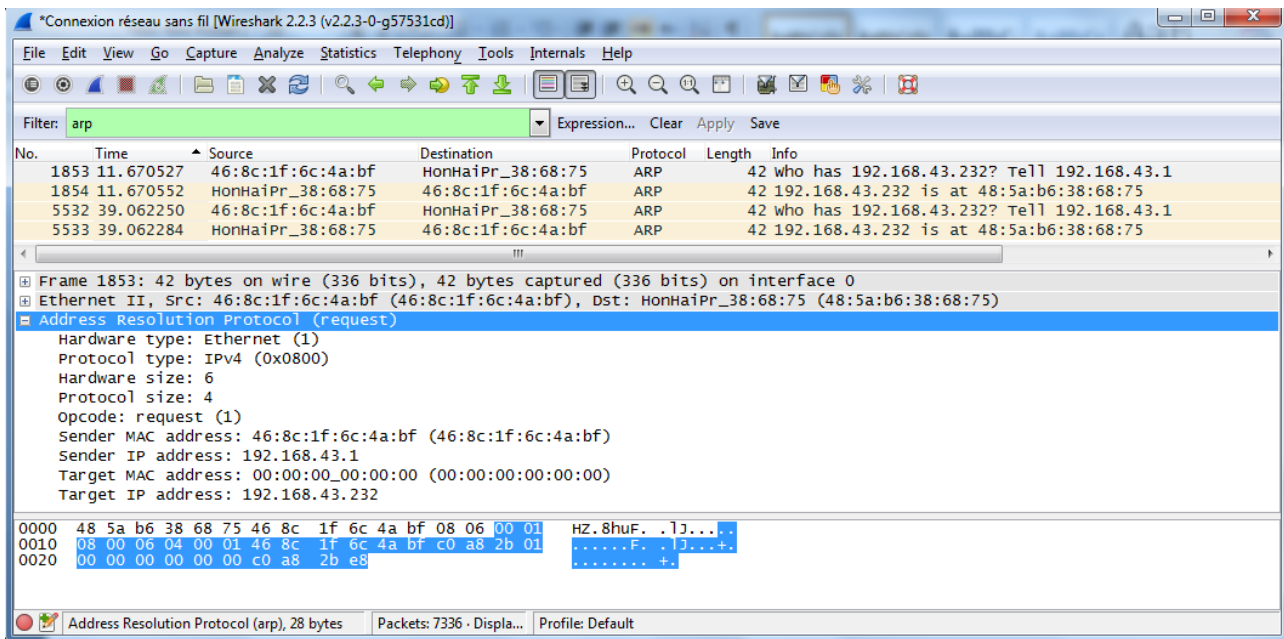 *Connexion réseau sans fil [Wireshark 2.2.3 (v2.2.3-0-g57531cd)]
File Edit View Go Capture Analyze Statistics Telephony Tools Internals Help
Filter: arp Expression... Clear Apply Save
No. Time Source Destination Protocol Length Info
1853 11.670527 46:8c:1f:6c:4a:bf HonHaiPr_38:68:75 ARP 42 Who has 192.168.43.232? Tell 192.168.43.1
1854 11.670552 HonHaiPr_38:68:75 46:8c:1f:6c:4a:bf ARP 42 192.168.43.232 is at 48:5a:b6:38:68:75
5532 39.062250 46:8c:1f:6c:4a:bf HonHaiPr_38:68:75 ARP 42 Who has 192.168.43.232? Tell 192.168.43.1
5533 39.062284 HonHaiPr_38:68:75 46:8c:1f:6c:4a:bf ARP 42 192.168.43.232 is at 48:5a:b6:38:68:75
Frame 1853: 42 bytes on wire (336 bits), 42 bytes captured (336 bits) on interface 0
Ethernet II, Src: 46:8c:1f:6c:4a:bf (46:8c:1f:6c:4a:bf), Dst: HonHaiPr_38:68:75 (48:5a:b6:38:68:75)
Address Resolution Protocol (request)
Hardware type: Ethernet (1)
Protocol type: IPv4 (0x0800)
Hardware size: 6
Protocol size: 4
Opcode: request (1)
Sender MAC address: 46:8c:1f:6c:4a:bf (46:8c:1f:6c:4a:bf)
Sender IP address: 192.168.43.1
Target MAC address: 00:00:00_00:00:00 (00:00:00:00:00:00)
Target IP address: 192.168.43.232
0000 48 5a b6 38 68 75 46 8c 1f 6c 4a bf 08 06 00 01 HZ.8huF. .lJ.....
0010 08 00 06 04 00 01 46 8c 1f 6c 4a bf c0 a8 2b 01 ......F. .lJ...+.
0020 00 00 00 00 00 00 c0 a8 2b e8 ........ +.
Address Resolution Protocol (arp), 28 bytes Packets: 7336 · Displa... Profile: Default